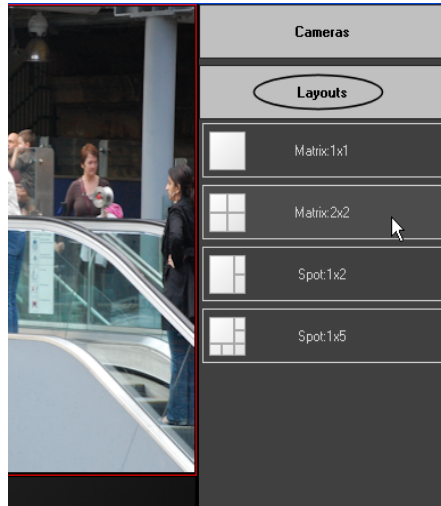 Cameras
Layouts
Matrix:1x1
Matrix:2x2
Spot:1x2
Spot:1x5